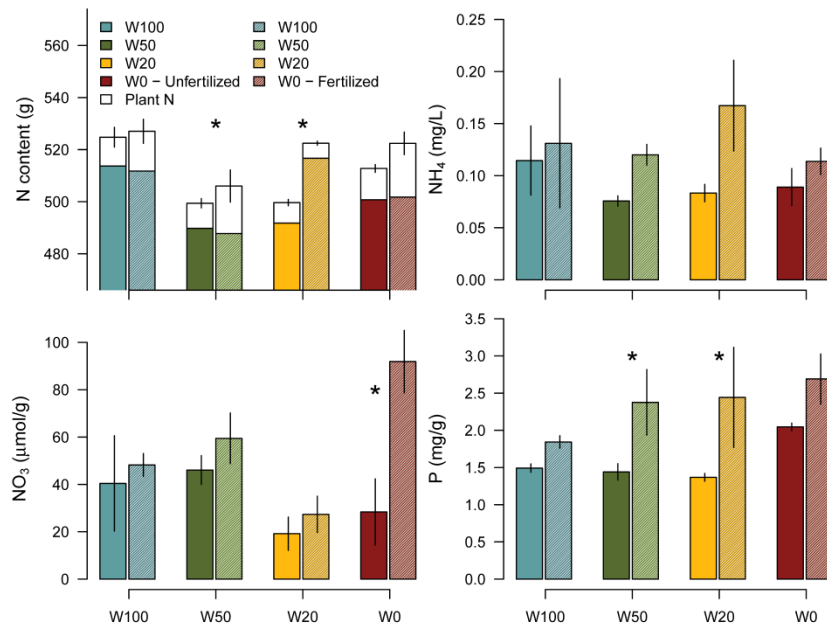 W100 W100
W50 W50
W20 W20
W0 − Unfertilized W0 − Fertilized
Plant N
N content (g)
560
540
520
500
480
* *
NH₄ (mg/L)
0.25
0.20
0.15
0.10
0.05
0.00
NO₃ (µmol/g)
100
80
60
40
20
0
*
W100 W50 W20 W0
P (mg/g)
3.5
3.0
2.5
2.0
1.5
1.0
0.5
0.0
* *
W100 W50 W20 W0